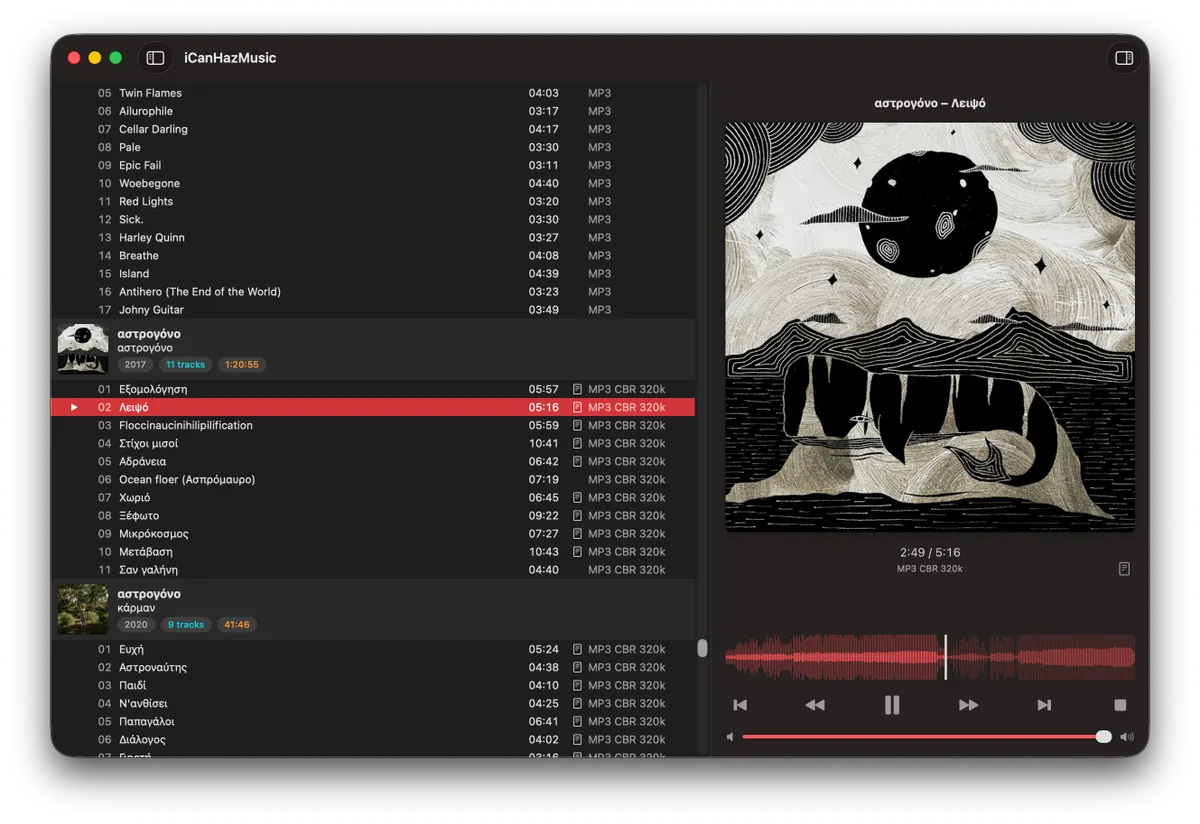 iCanHazMusic
05 Twin Flames 04:03 MP3
06 Ailurophile 03:17 MP3
07 Cellar Darling 04:17 MP3
08 Pale 03:30 MP3
09 Epic Fail 03:11 MP3
10 Woebegone 04:40 MP3
11 Red Lights 03:20 MP3
12 Sick. 03:30 MP3
13 Harley Quinn 03:27 MP3
14 Breathe 04:08 MP3
15 Island 04:39 MP3
16 Antihero (The End of the World) 03:23 MP3
17 Johny Guitar 03:49 MP3
αστρογόνο
αστρογόνο
2017 11 tracks 1:20:55
01 Εξομολόγηση 05:57 MP3 CBR 320k
02 Λειψό 05:16 MP3 CBR 320k
03 Floccinaucinihilipilification 05:59 MP3 CBR 320k
04 Στίχοι μισοί 10:41 MP3 CBR 320k
05 Αδράνεια 06:42 MP3 CBR 320k
06 Ocean floer (Ασπρόμαυρο) 07:19 MP3 CBR 320k
07 Χωριό 06:45 MP3 CBR 320k
08 Ξέφωτο 09:22 MP3 CBR 320k
09 Μικρόκοσμος 07:27 MP3 CBR 320k
10 Μετάβαση 10:43 MP3 CBR 320k
11 Σαν γαλήνη 04:40 MP3 CBR 320k
αστρογόνο
κάρμαν
2020 9 tracks 41:46
01 Ευχή 05:24 MP3 CBR 320k
02 Αστροναύτης 04:38 MP3 CBR 320k
03 Παιδί 04:10 MP3 CBR 320k
04 Ν'ανθίσει 04:25 MP3 CBR 320k
05 Παπαγάλοι 06:41 MP3 CBR 320k
06 Διάλογος 04:02 MP3 CBR 320k
07 Γιορτή 03:16 MP3 CBR 320k
αστρογόνο – Λειψό
2:49 / 5:16
MP3 CBR 320k